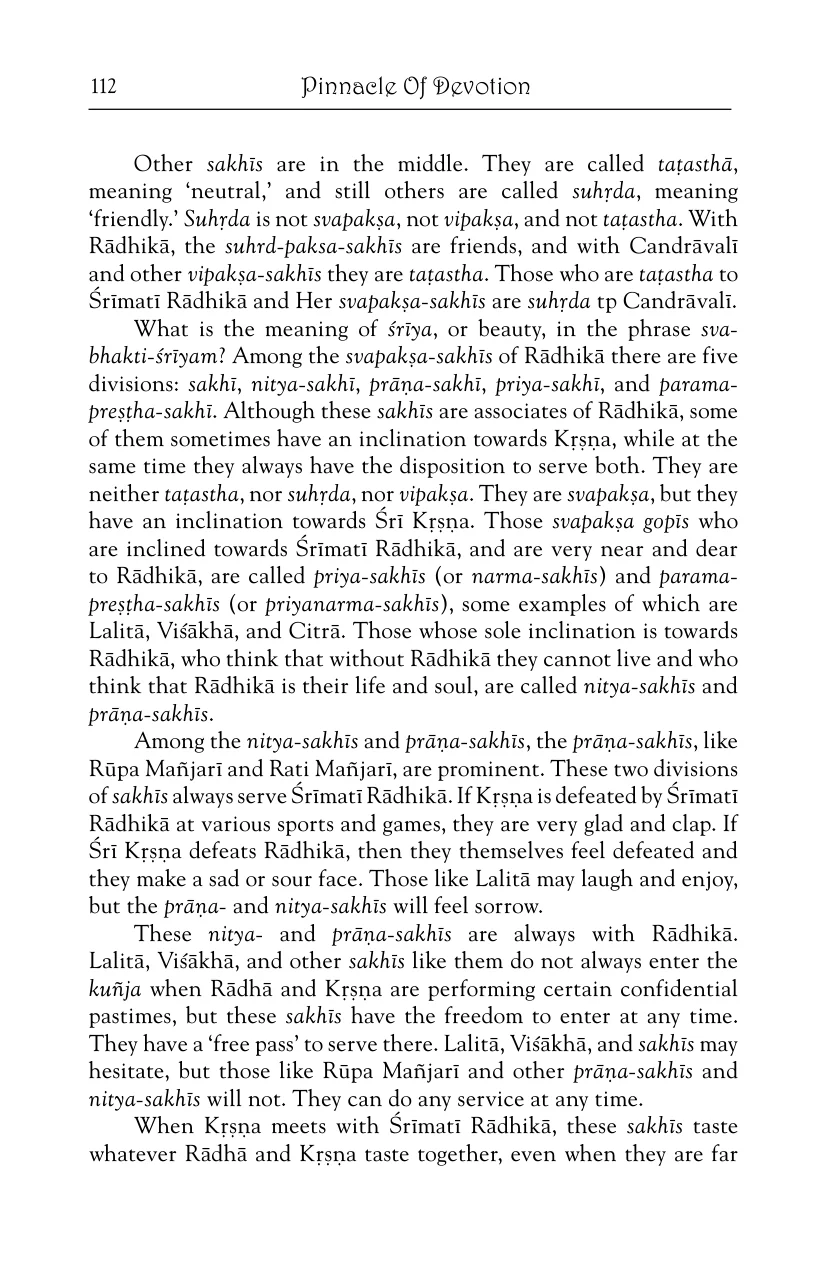 112 Pinnacle Of Devotion
Other sakhīs are in the middle. They are called taṭasthā,
meaning ‘neutral,’ and still others are called suhṛda, meaning
‘friendly.’ Suhṛda is not svapakṣa, not vipakṣa, and not taṭastha. With
Rādhikā, the suhrd-paksa-sakhīs are friends, and with Candrāvalī
and other vipakṣa-sakhīs they are taṭastha. Those who are taṭastha to
Śrīmatī Rādhikā and Her svapakṣa-sakhīs are suhṛda tp Candrāvalī.
What is the meaning of śrīya, or beauty, in the phrase sva-
bhakti-śrīyam? Among the svapakṣa-sakhīs of Rādhikā there are five
divisions: sakhī, nitya-sakhī, prāṇa-sakhī, priya-sakhī, and parama-
preṣṭha-sakhī. Although these sakhīs are associates of Rādhikā, some
of them sometimes have an inclination towards Kṛṣṇa, while at the
same time they always have the disposition to serve both. They are
neither taṭastha, nor suhṛda, nor vipakṣa. They are svapakṣa, but they
have an inclination towards Śrī Kṛṣṇa. Those svapakṣa gopīs who
are inclined towards Śrīmatī Rādhikā, and are very near and dear
to Rādhikā, are called priya-sakhīs (or narma-sakhīs) and parama-
preṣṭha-sakhīs (or priyanarma-sakhīs), some examples of which are
Lalitā, Viśākhā, and Citrā. Those whose sole inclination is towards
Rādhikā, who think that without Rādhikā they cannot live and who
think that Rādhikā is their life and soul, are called nitya-sakhīs and
prāṇa-sakhīs.
Among the nitya-sakhīs and prāṇa-sakhīs, the prāṇa-sakhīs, like
Rūpa Mañjarī and Rati Mañjarī, are prominent. These two divisions
of sakhīs always serve Śrīmatī Rādhikā. If Kṛṣṇa is defeated by Śrīmatī
Rādhikā at various sports and games, they are very glad and clap. If
Śrī Kṛṣṇa defeats Rādhikā, then they themselves feel defeated and
they make a sad or sour face. Those like Lalitā may laugh and enjoy,
but the prāṇa- and nitya-sakhīs will feel sorrow.
These nitya- and prāṇa-sakhīs are always with Rādhikā.
Lalitā, Viśākhā, and other sakhīs like them do not always enter the
kuñja when Rādhā and Kṛṣṇa are performing certain confidential
pastimes, but these sakhīs have the freedom to enter at any time.
They have a ‘free pass’ to serve there. Lalitā, Viśākhā, and sakhīs may
hesitate, but those like Rūpa Mañjarī and other prāṇa-sakhīs and
nitya-sakhīs will not. They can do any service at any time.
When Kṛṣṇa meets with Śrīmatī Rādhikā, these sakhīs taste
whatever Rādhā and Kṛṣṇa taste together, even when they are far